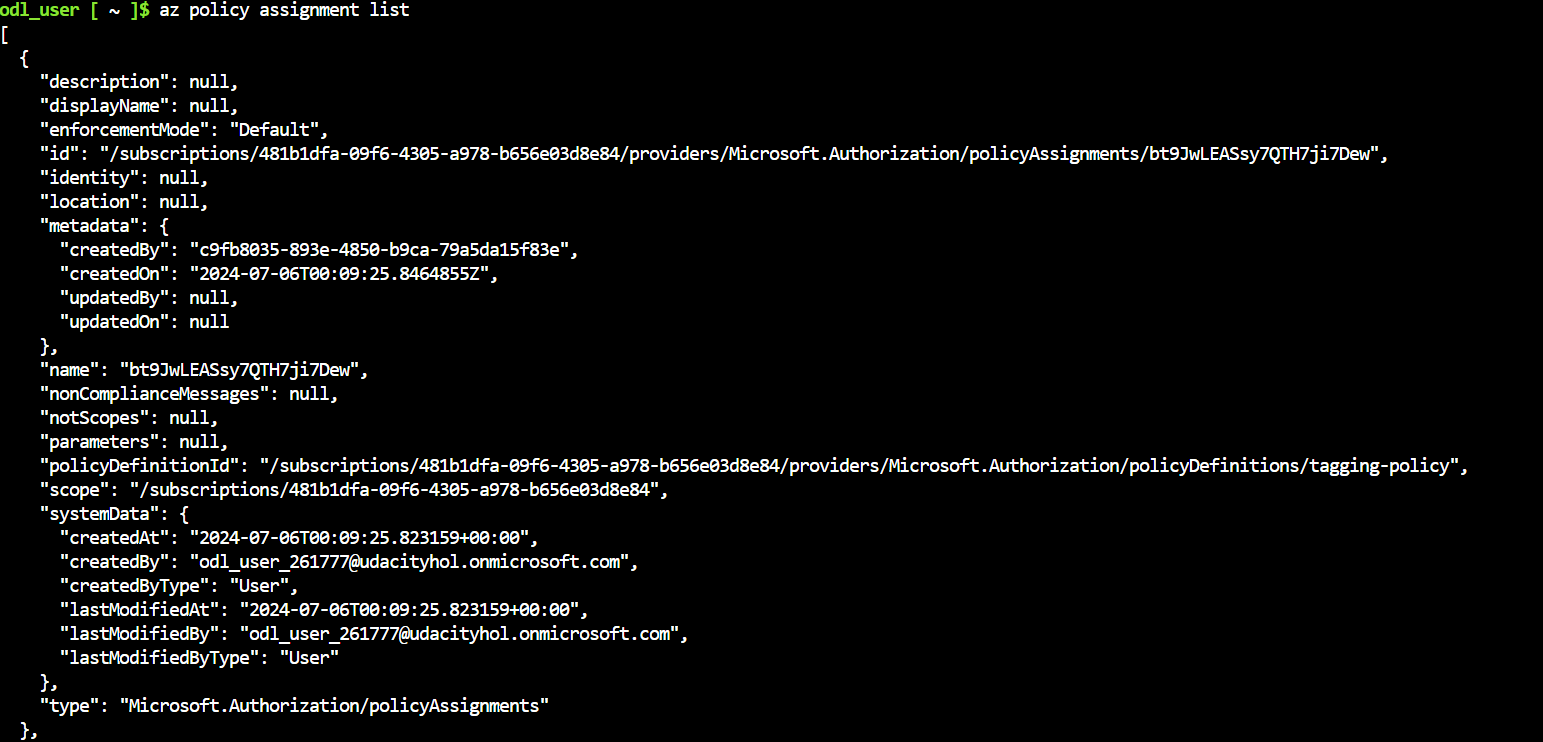 odl_user [ ~ ]$ az policy assignment list
[
  {
    "description": null,
    "displayName": null,
    "enforcementMode": "Default",
    "id": "/subscriptions/481b1dfa-09f6-4305-a978-b656e03d8e84/providers/Microsoft.Authorization/policyAssignments/bt9JwLEASsy7QTH7ji7Dew",
    "identity": null,
    "location": null,
    "metadata": {
      "createdBy": "c9fb8035-893e-4850-b9ca-79a5da15f83e",
      "createdOn": "2024-07-06T00:09:25.8464855Z",
      "updatedBy": null,
      "updatedOn": null
    },
    "name": "bt9JwLEASsy7QTH7ji7Dew",
    "nonComplianceMessages": null,
    "notScopes": null,
    "parameters": null,
    "policyDefinitionId": "/subscriptions/481b1dfa-09f6-4305-a978-b656e03d8e84/providers/Microsoft.Authorization/policyDefinitions/tagging-policy",
    "scope": "/subscriptions/481b1dfa-09f6-4305-a978-b656e03d8e84",
    "systemData": {
      "createdAt": "2024-07-06T00:09:25.823159+00:00",
      "createdBy": "odl_user_261777@udacityhol.onmicrosoft.com",
      "createdByType": "User",
      "lastModifiedAt": "2024-07-06T00:09:25.823159+00:00",
      "lastModifiedBy": "odl_user_261777@udacityhol.onmicrosoft.com",
      "lastModifiedByType": "User"
    },
    "type": "Microsoft.Authorization/policyAssignments"
  },